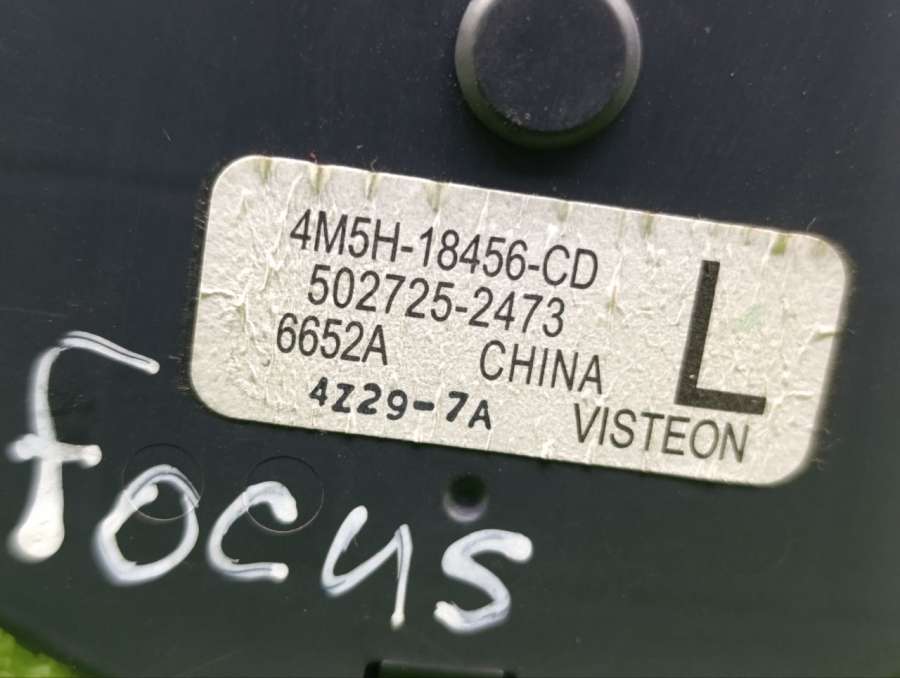 4M5H-18456-CD
502725-2473
6652A CHINA L
4Z29-7A VISTEON
focus